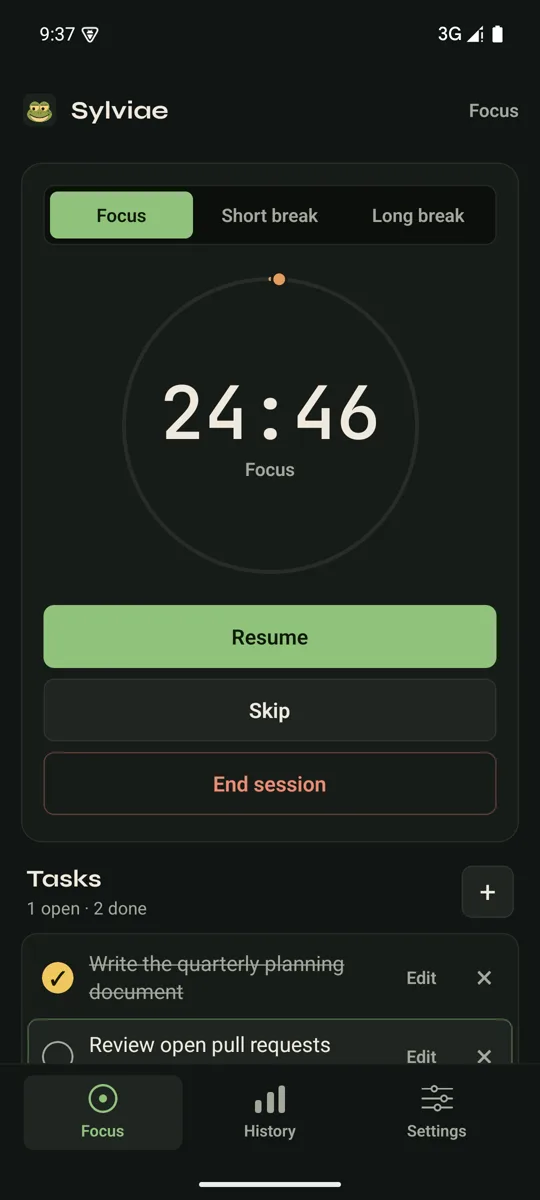 9:37
3G
Sylviae
Focus
Focus
Short break
Long break
24:46
Focus
Resume
Skip
End session
Tasks
1 open · 2 done
+
✓
Write the quarterly planning
document
Edit
×
Review open pull requests
Edit
×
Focus
History
Settings